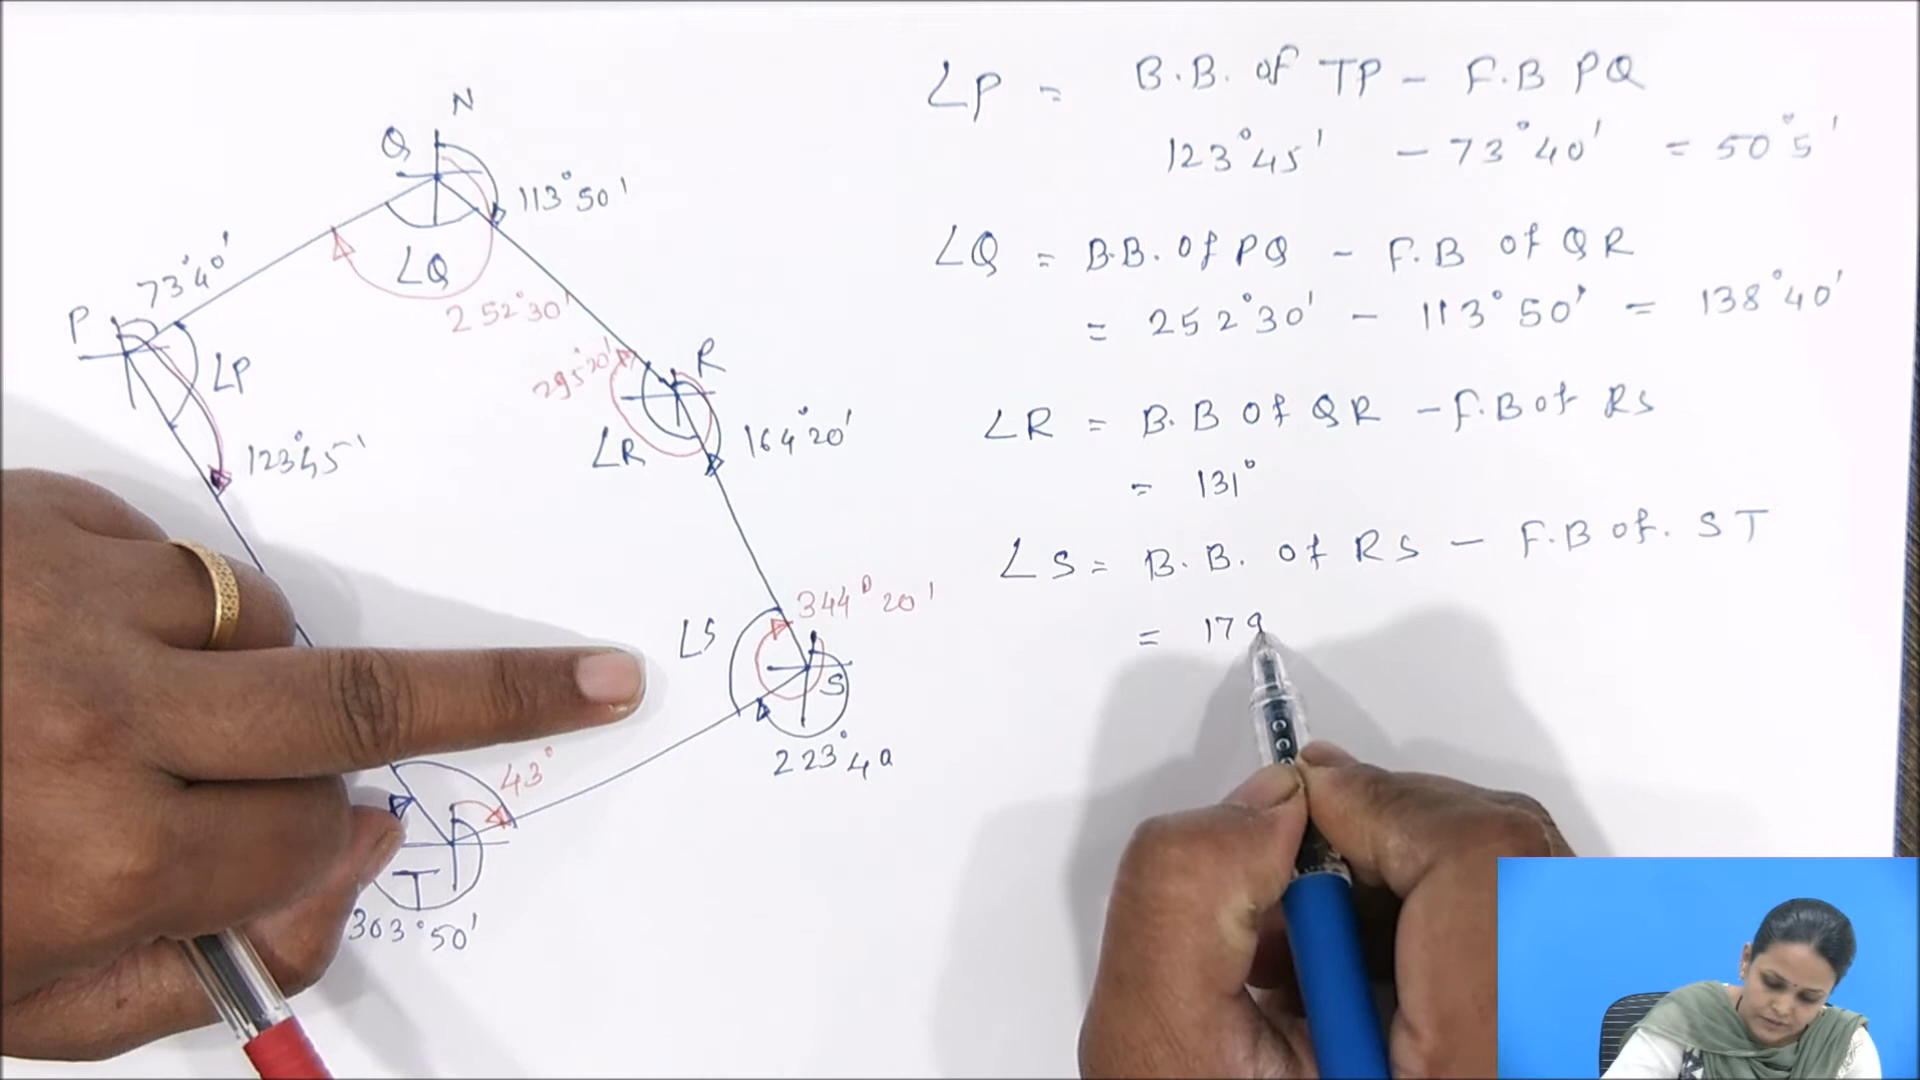 N
Q
113°50'
73°40'
∠Q
P
252°30'
∠P
295°20'
R
123°45'
∠R
164°20'
344°20'
∠S
S
223°40
43°
T
303°50'
∠P = B.B. of TP - F.B PQ
123°45' - 73°40' = 50°5'
∠Q = B.B. of PQ - F.B of QR
= 252°30' - 113°50' = 138°40'
∠R = B.B of QR - F.B of RS
= 131°
∠S = B.B. of RS - F.B of. ST
= 179